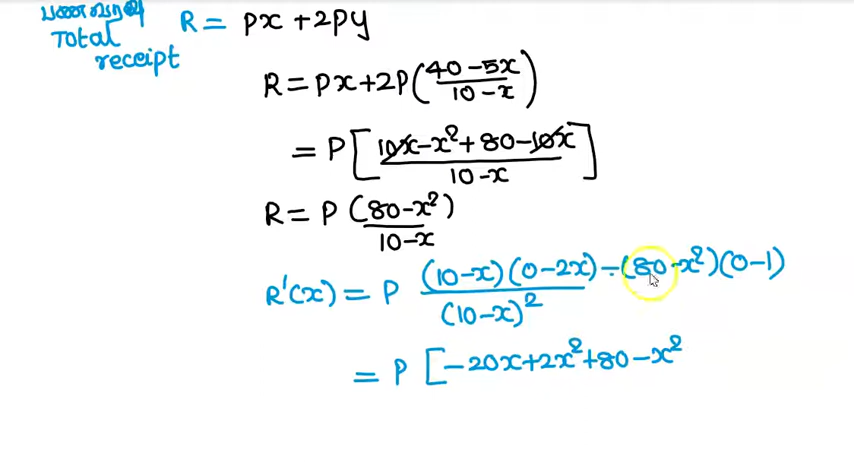 பணவரவு R = px + 2py
Total receipt
R = px + 2p((40 - 5x)/(10 - x))
= P[(10x - x² + 80 - 10x)/(10 - x)]
R = P (80 - x²)/(10 - x)
R'(x) = P ((10 - x)(0 - 2x) - (80 - x²)(0 - 1))/(10 - x)²
= P [-20x + 2x² + 80 - x²